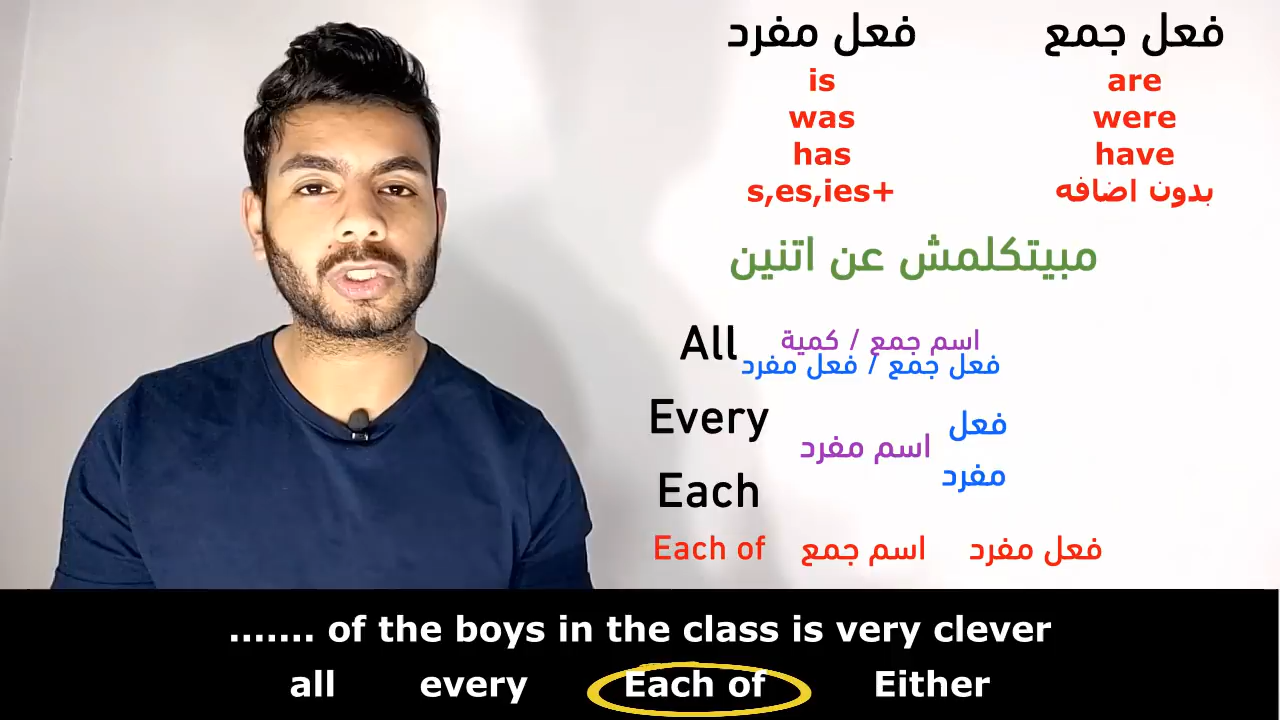 فعل مفرد فعل جمع
is are
was were
has have
s,es,ies+ بدون اضافه
مبيتكلمش عن اتنين
All اسم جمع / كمية
فعل جمع / فعل مفرد
Every
فعل
اسم مفرد
مفرد
Each
Each of اسم جمع فعل مفرد
....... of the boys in the class is very clever
all every Each of Either